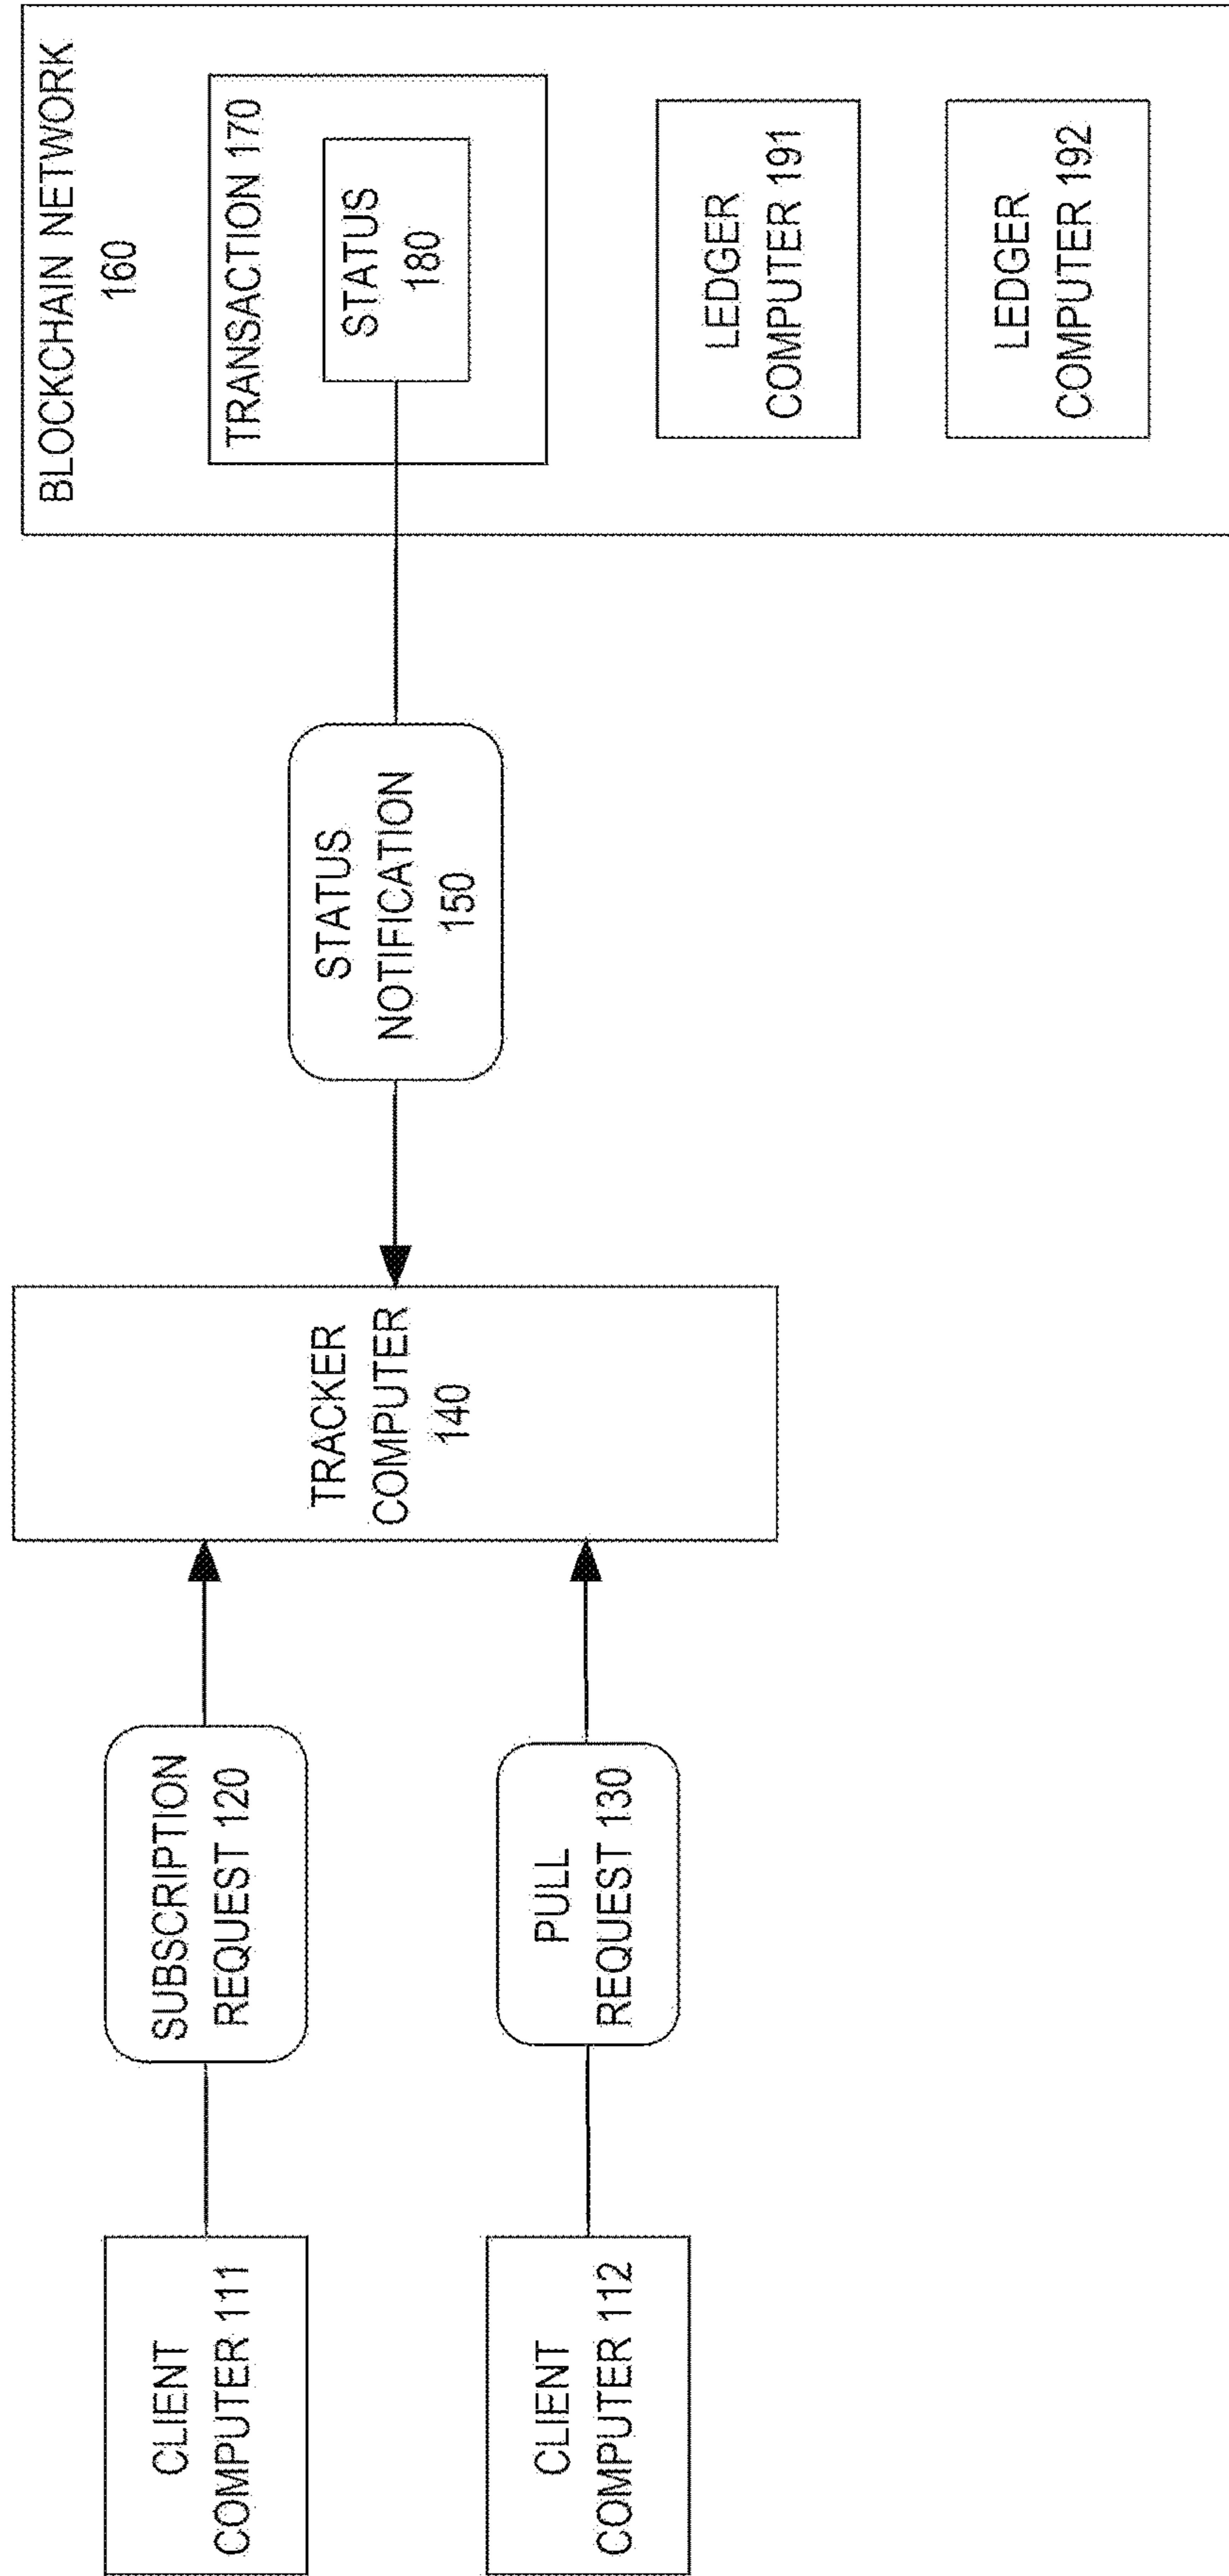 CLIENT
COMPUTER 111
SUBSCRIPTION
REQUEST 120
CLIENT
COMPUTER 112
PULL
REQUEST 130
TRACKER
COMPUTER
140
STATUS
NOTIFICATION
150
BLOCKCHAIN NETWORK
160
TRANSACTION 170
STATUS
180
LEDGER
COMPUTER 191
LEDGER
COMPUTER 192